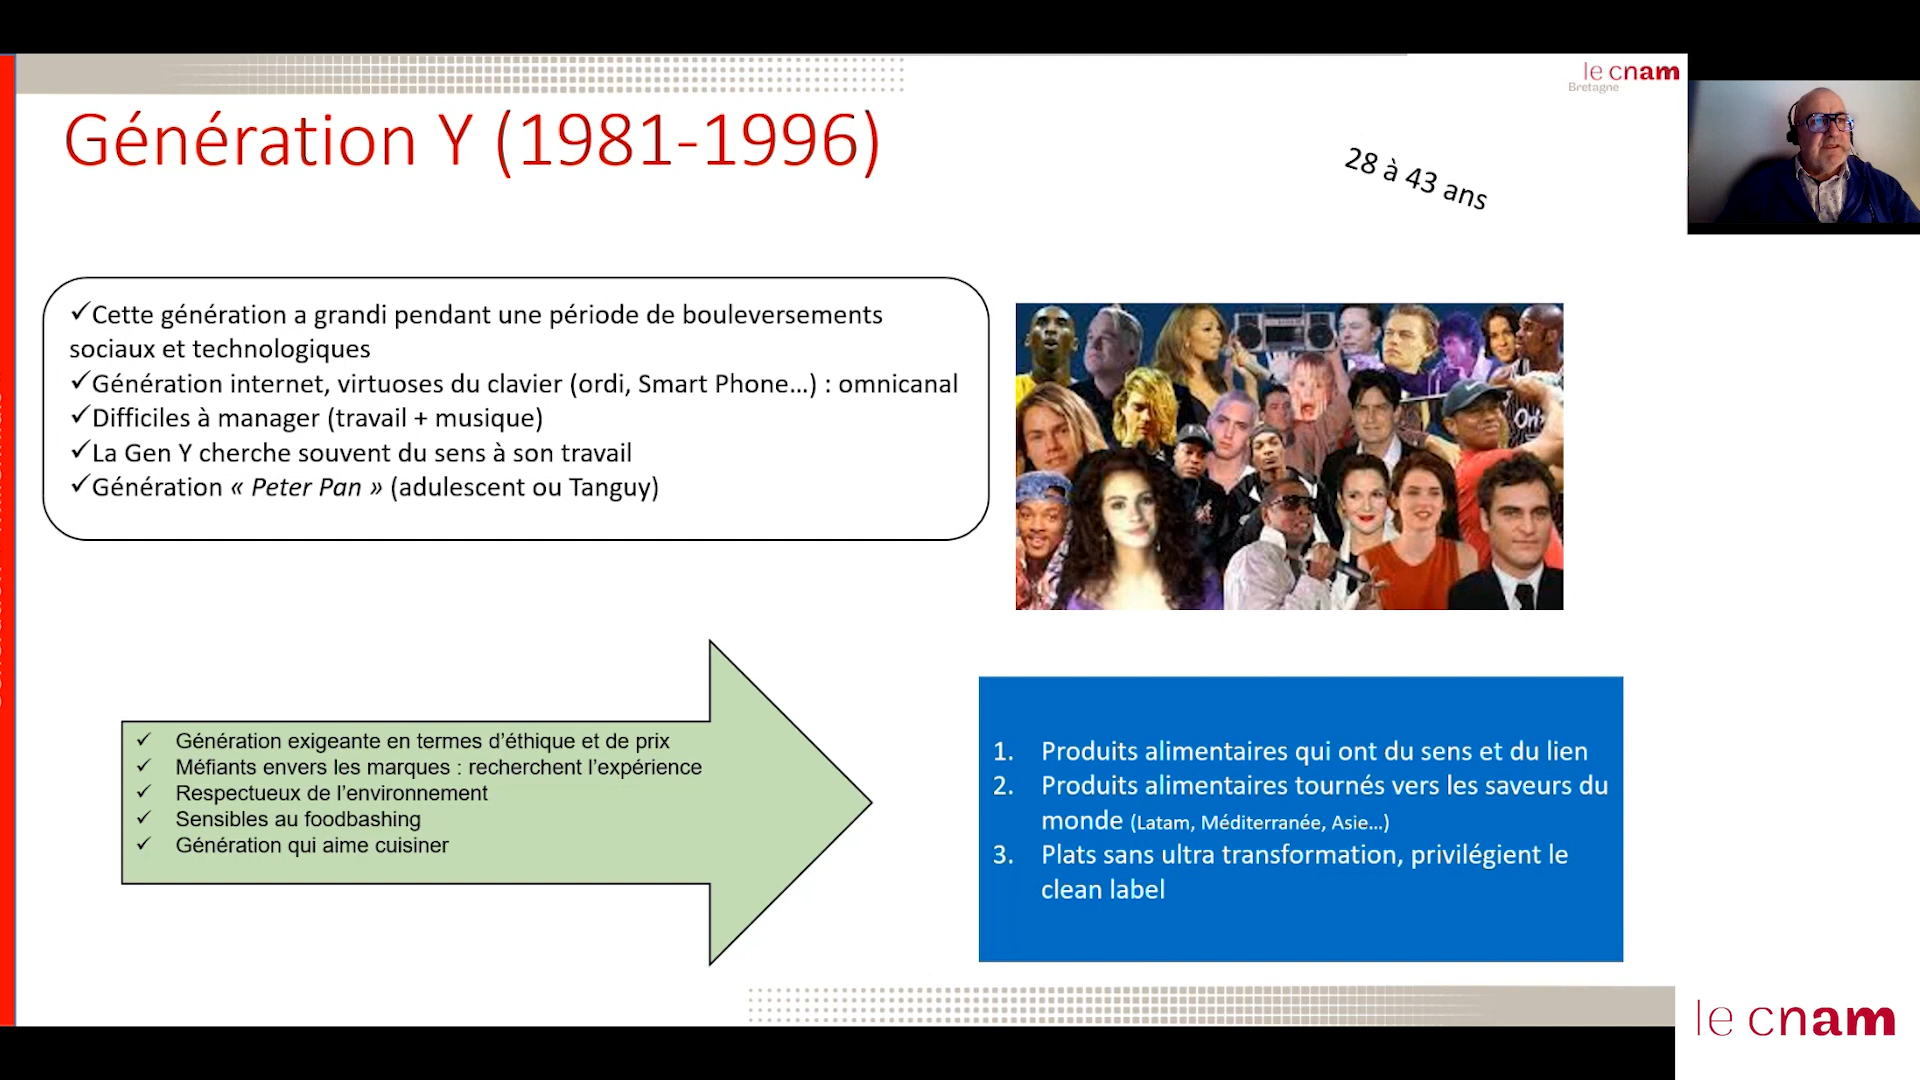 le cnam
Bretagne
Génération Y (1981-1996)
28 à 43 ans
✓Cette génération a grandi pendant une période de bouleversements
sociaux et technologiques
✓Génération internet, virtuoses du clavier (ordi, Smart Phone...) : omnicanal
✓Difficiles à manager (travail + musique)
✓La Gen Y cherche souvent du sens à son travail
✓Génération « Peter Pan » (adulescent ou Tanguy)
✓ Génération exigeante en termes d'éthique et de prix
✓ Méfiants envers les marques : recherchent l'expérience
✓ Respectueux de l'environnement
✓ Sensibles au foodbashing
✓ Génération qui aime cuisiner
1. Produits alimentaires qui ont du sens et du lien
2. Produits alimentaires tournés vers les saveurs du
monde (Latam, Méditerranée, Asie...)
3. Plats sans ultra transformation, privilégient le
clean label
le cnam